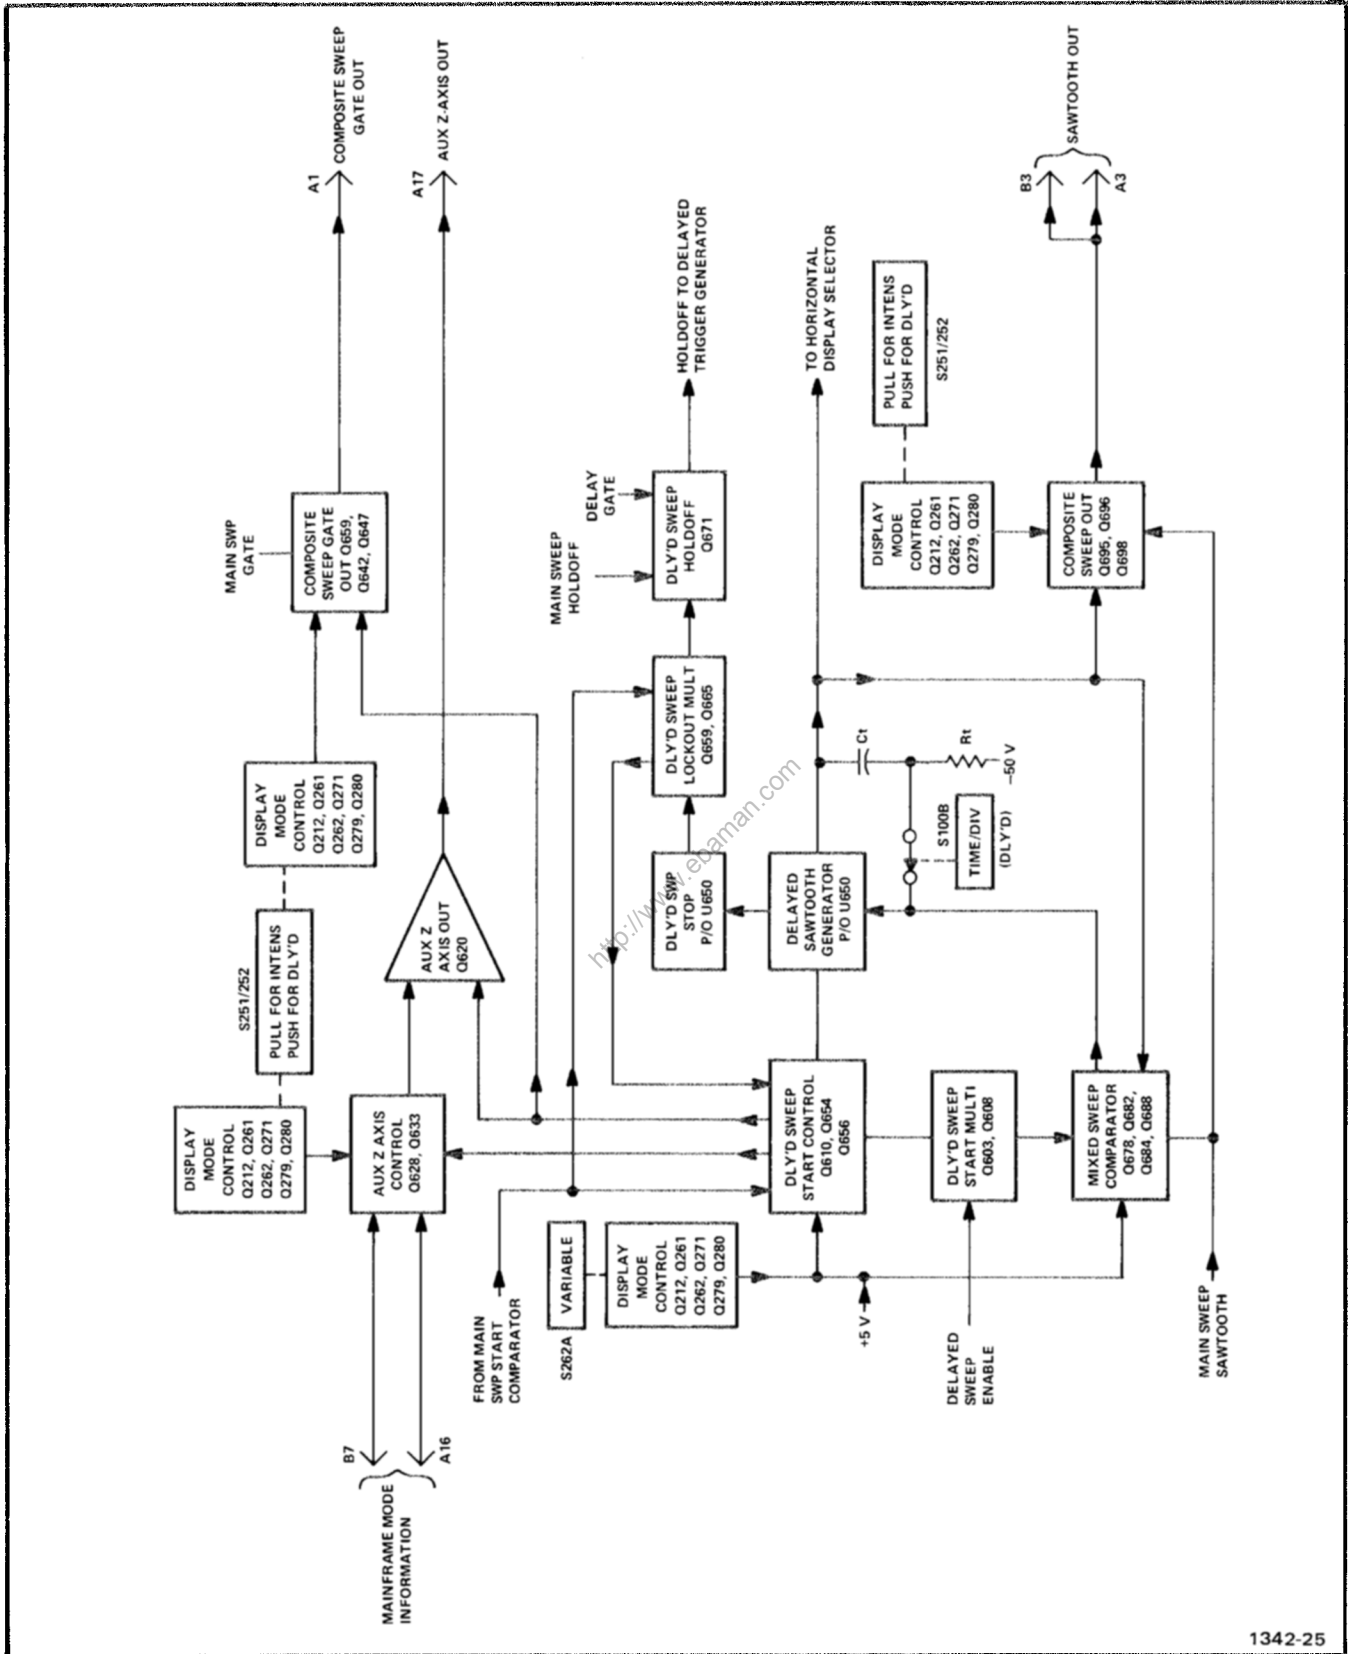 MAINFRAME MODE
INFORMATION
B7
A16
DISPLAY
MODE
CONTROL
Q212, Q261
Q262, Q271
Q279, Q280
S251/252
PULL FOR INTENS
PUSH FOR DLY'D
AUX Z AXIS
CONTROL
Q628, Q633
AUX Z
AXIS OUT
Q620
DISPLAY
MODE
CONTROL
Q212, Q261
Q262, Q271
Q279, Q280
MAIN SWP
GATE
COMPOSITE
SWEEP GATE
OUT Q659,
Q642, Q647
A1
COMPOSITE SWEEP
GATE OUT
A17
AUX Z-AXIS OUT
FROM MAIN
SWP START
COMPARATOR
S262A
VARIABLE
DISPLAY
MODE
CONTROL
Q212, Q261
Q262, Q271
Q279, Q280
+5 V
DLY'D SWEEP
START CONTROL
Q610, Q654
Q656
DLY'D SWP
STOP
P/O U650
DLY'D SWEEP
LOCKOUT MULT
Q659, Q665
MAIN SWEEP
HOLDOFF
DELAY
GATE
DLY'D SWEEP
HOLDOFF
Q671
HOLDOFF TO DELAYED
TRIGGER GENERATOR
DELAYED
SAWTOOTH
GENERATOR
P/O U650
Ct
Rt
–50 V
S100B
TIME/DIV
(DLY'D)
TO HORIZONTAL
DISPLAY SELECTOR
DELAYED
SWEEP
ENABLE
DLY'D SWEEP
START MULTI
Q603, Q608
MIXED SWEEP
COMPARATOR
Q678, Q682,
Q684, Q688
MAIN SWEEP
SAWTOOTH
DISPLAY
MODE
CONTROL
Q212, Q261
Q262, Q271
Q279, Q280
PULL FOR INTENS
PUSH FOR DLY'D
S251/252
COMPOSITE
SWEEP OUT
Q695, Q696
Q698
B3
A3
SAWTOOTH OUT
http://www.ebaman.com
1342-25